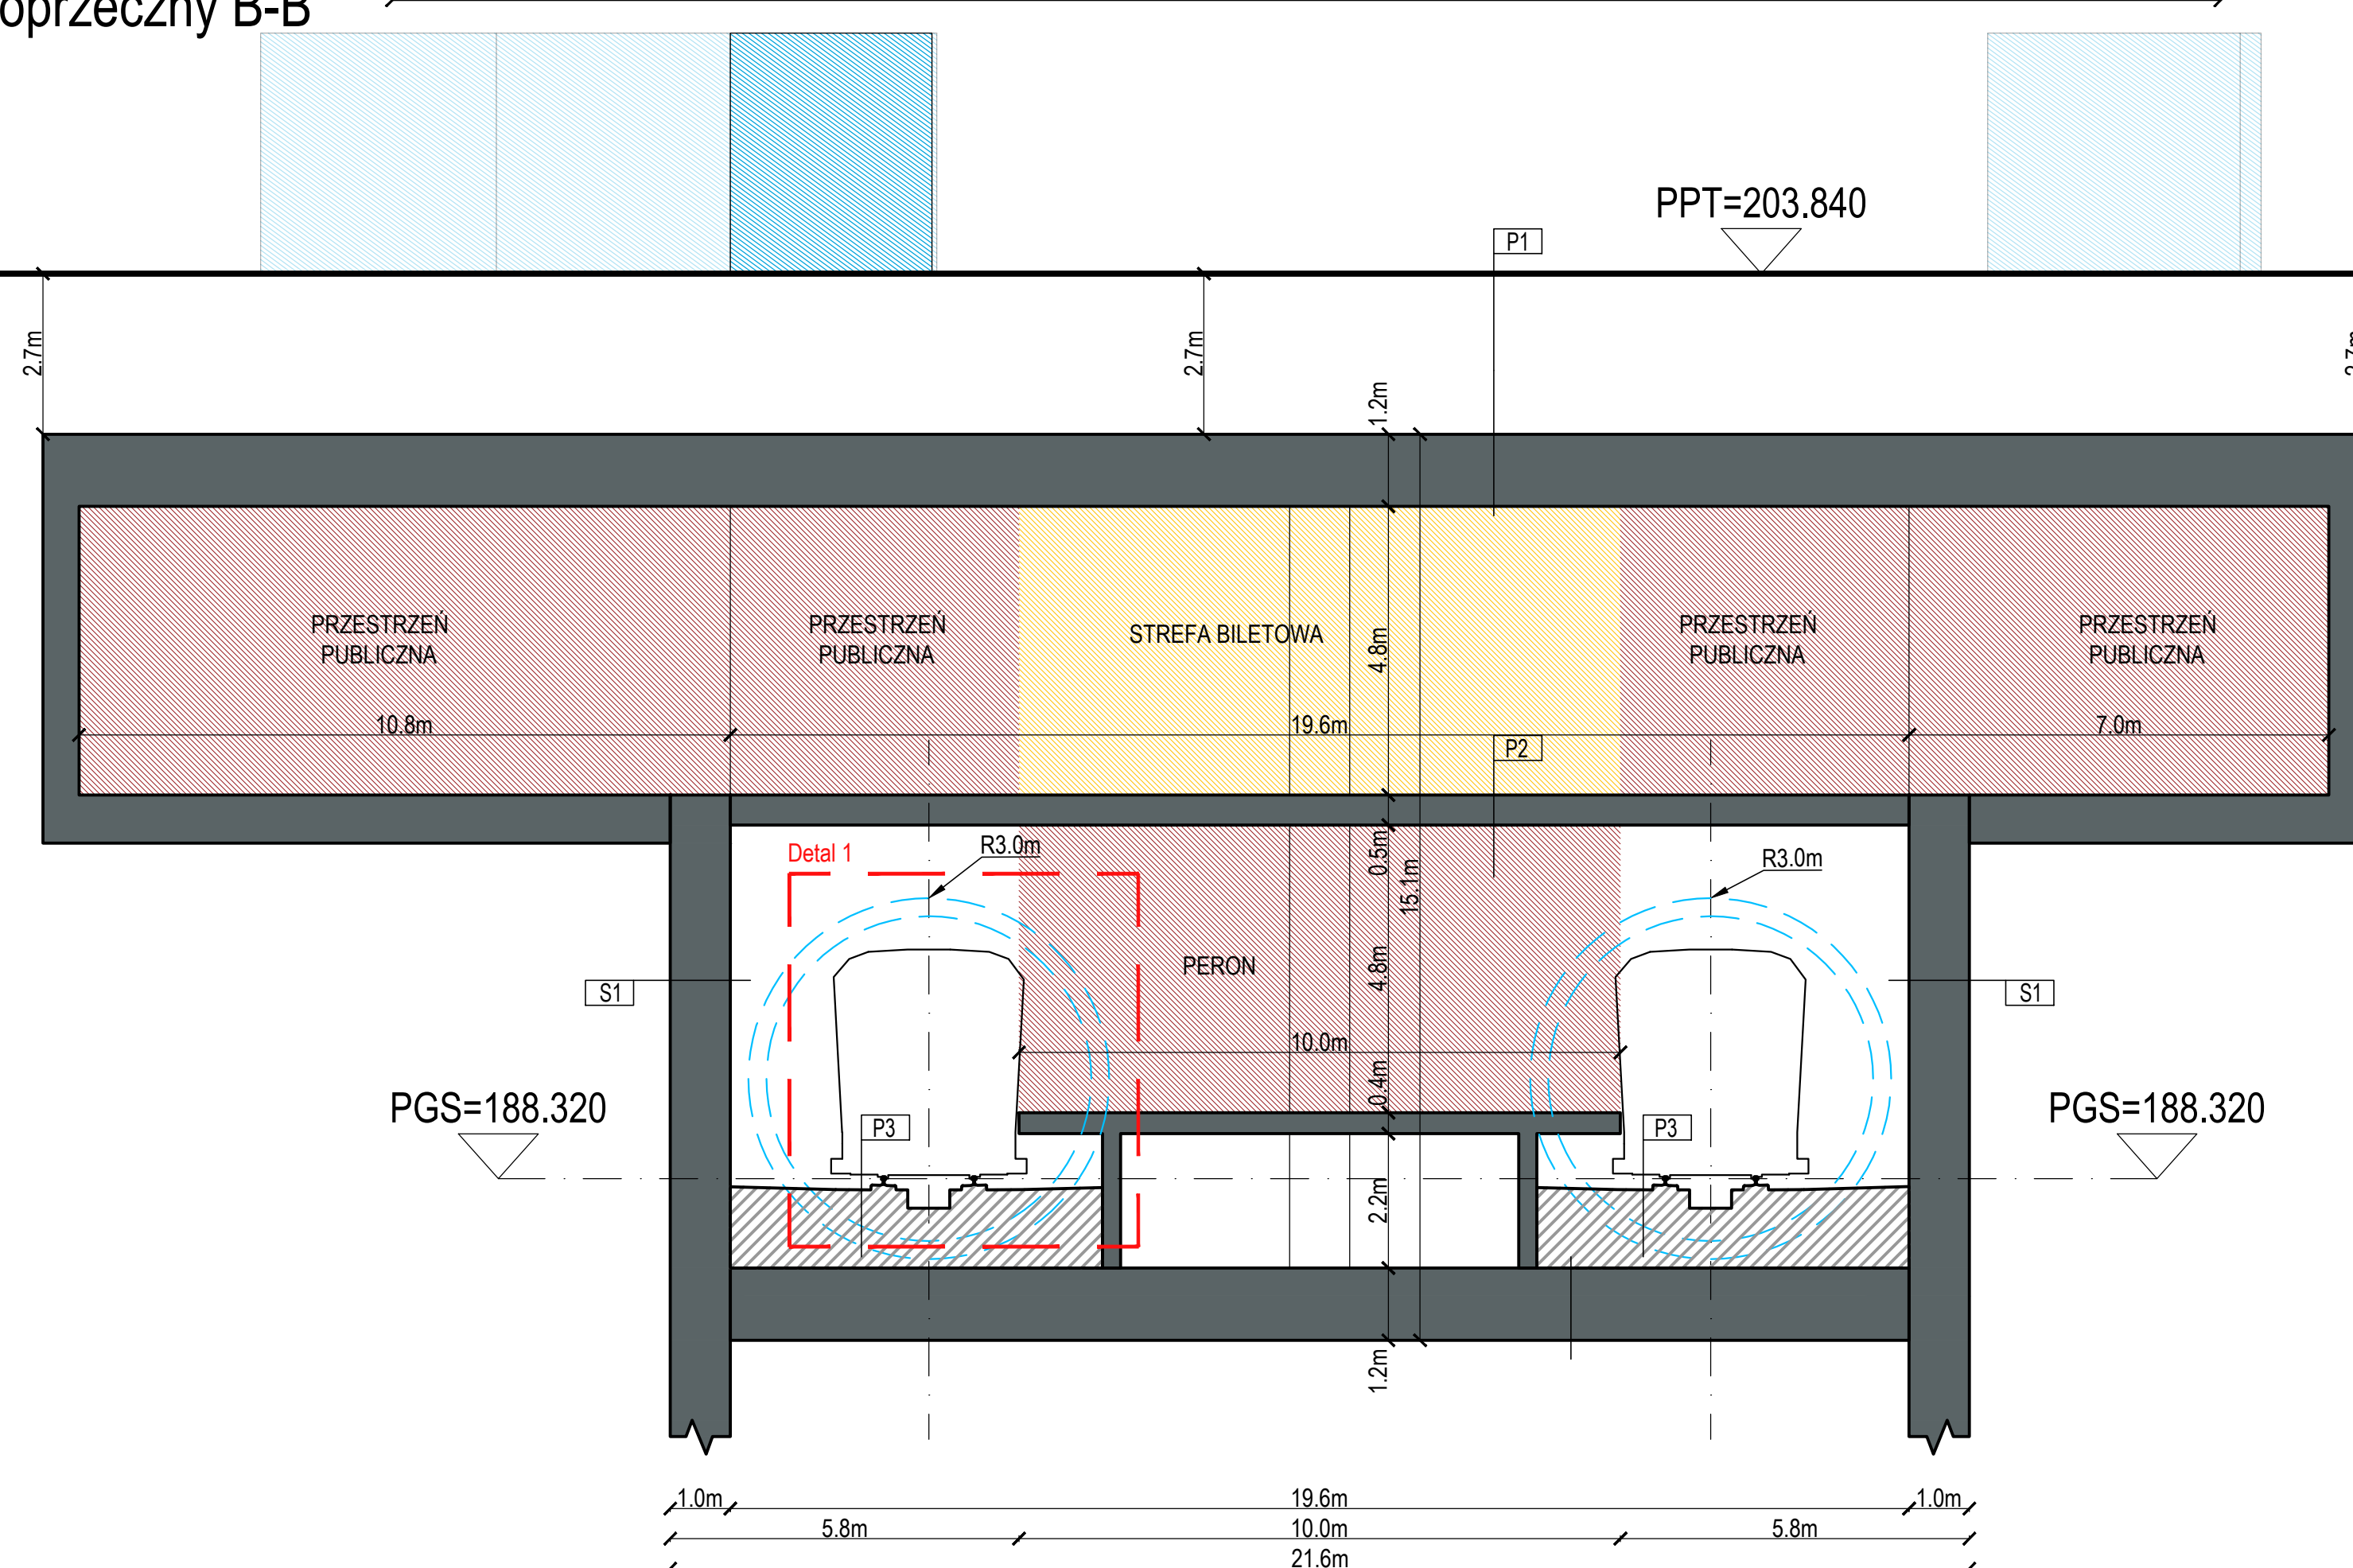 oprzeczny B-B
PPT=203.840
P1
2.7m
2.7m
2.7m
1.2m
PRZESTRZEŃ
PUBLICZNA
PRZESTRZEŃ
PUBLICZNA
STREFA BILETOWA
4.8m
PRZESTRZEŃ
PUBLICZNA
PRZESTRZEŃ
PUBLICZNA
10.8m
19.6m
7.0m
P2
Detal 1
R3.0m
0.5m
15.1m
R3.0m
PERON
4.8m
S1
S1
10.0m
0.4m
PGS=188.320
PGS=188.320
P3
P3
2.2m
1.2m
1.0m
19.6m
1.0m
5.8m
10.0m
5.8m
21.6m